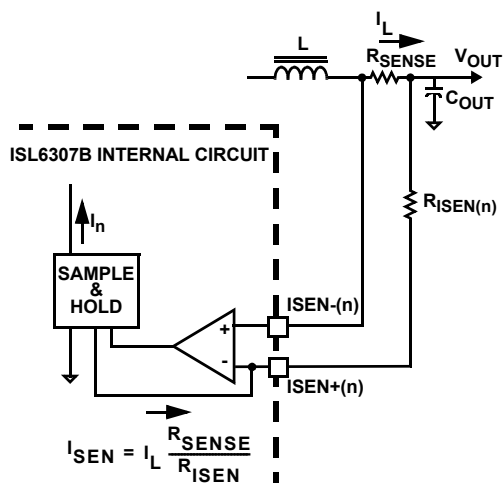 I_L
L
R_SENSE
V_OUT
C_OUT
ISL6307B INTERNAL CIRCUIT
R_ISEN(n)
I_n
SAMPLE
&
HOLD
ISEN-(n)
+
-
ISEN+(n)
I_SEN = I_L R_SENSE / R_ISEN